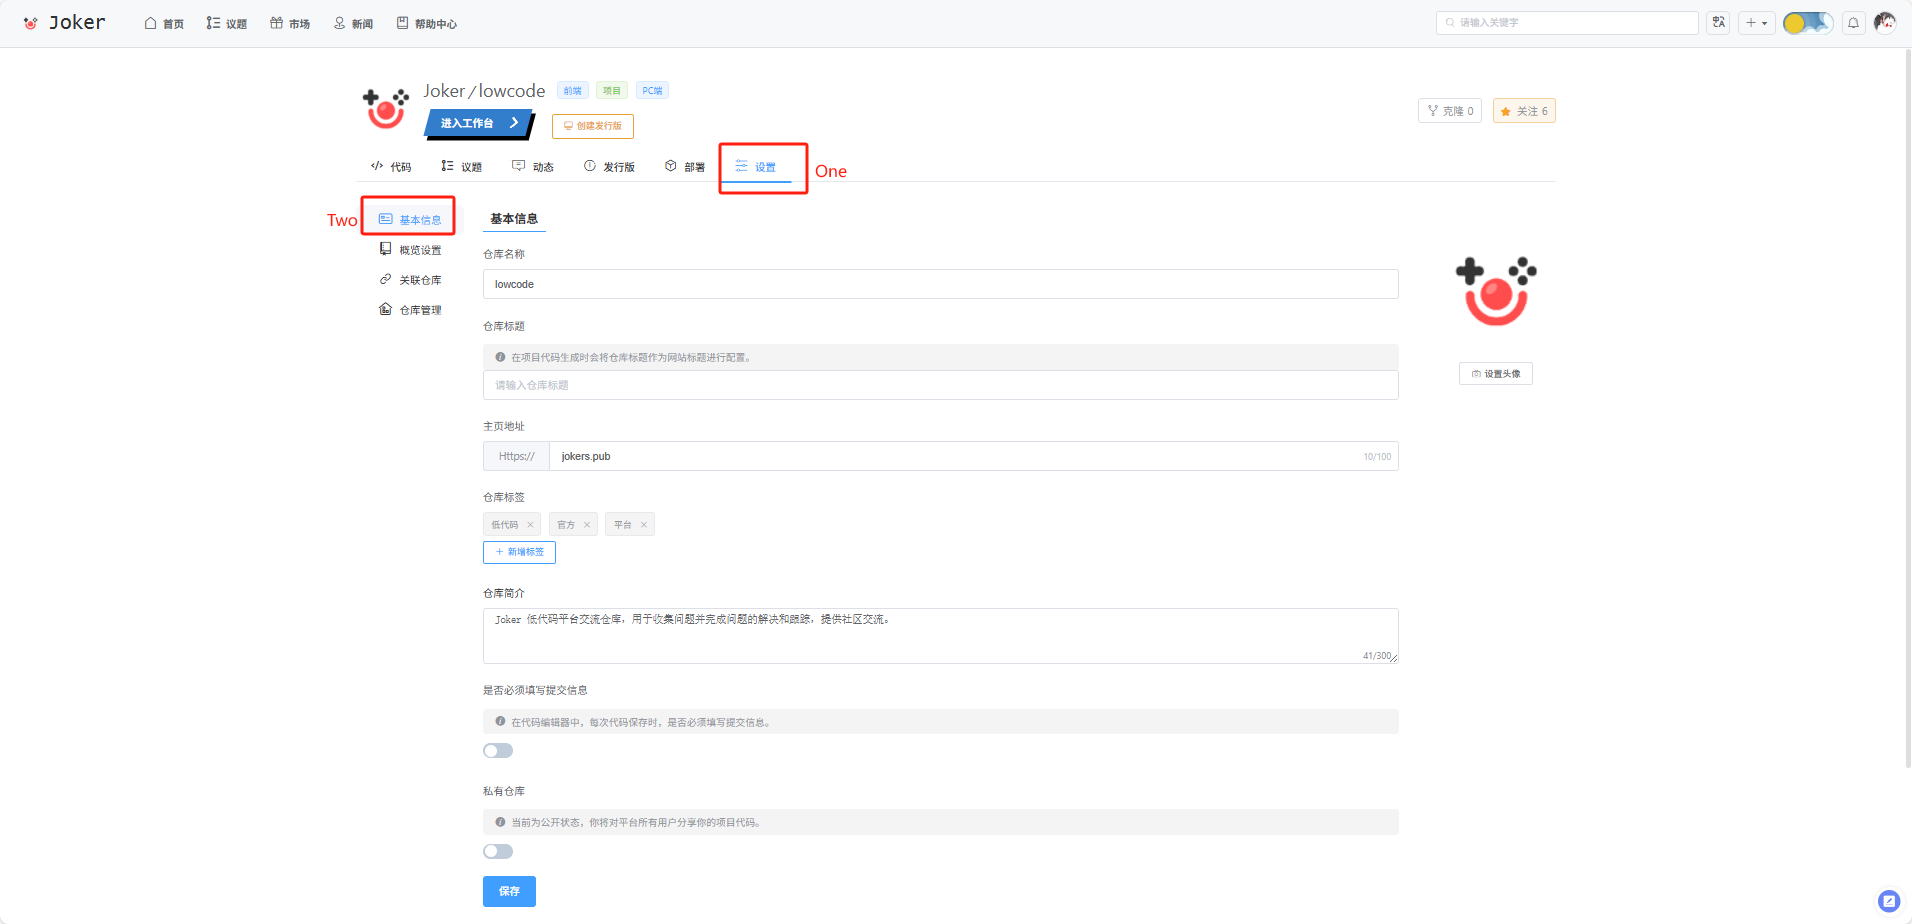 Joker 首页 议题 市场 新闻 帮助中心 请输入关键字
Joker / lowcode 前端 项目 PC端
进入工作台 创建发行版
克隆 0 关注 6
代码 议题 动态 发行版 部署 设置 One
Two 基本信息
概览设置
关联仓库
仓库管理
基本信息
仓库名称
lowcode
仓库标题
在项目代码生成时会将仓库标题作为网站标题进行配置。
请输入仓库标题
设置头像
主页地址
Https:// jokers.pub 10/100
仓库标签
低代码 × 官方 × 平台 ×
+ 新增标签
仓库简介
Joker 低代码平台交流仓库，用于收集问题并完成问题的解决和跟踪，提供社区交流。
41/300
是否必须填写提交信息
在代码编辑器中，每次代码保存时，是否必须填写提交信息。
私有仓库
当前为公开状态，你将对平台所有用户分享你的项目代码。
保存